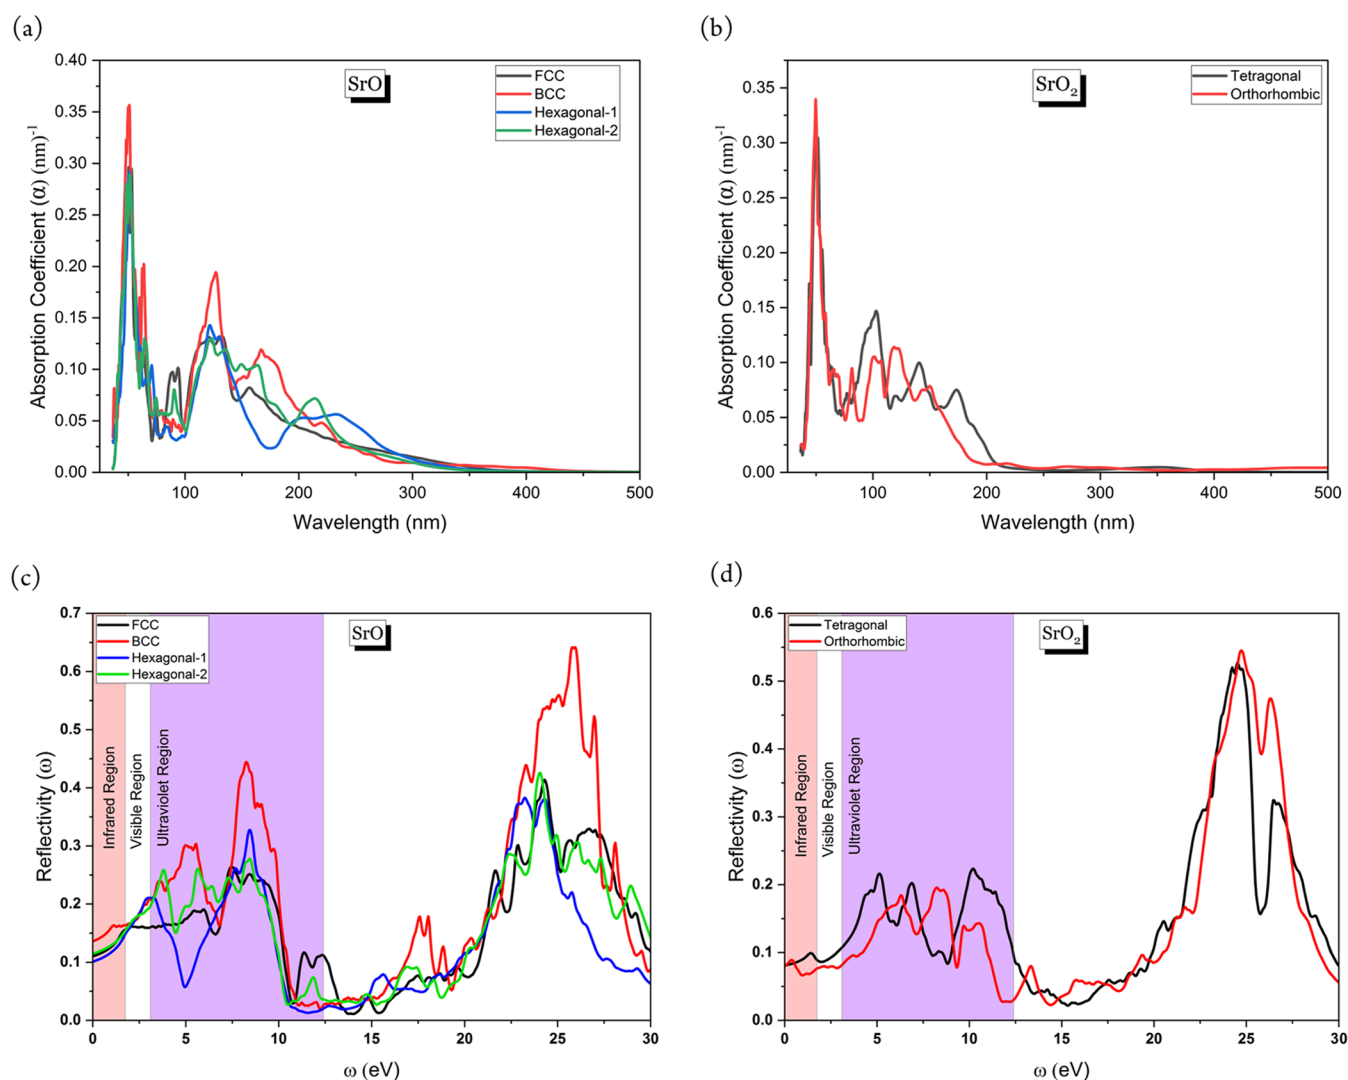 (a)
SrO
FCC
BCC
Hexagonal-1
Hexagonal-2
0.40
0.35
0.30
0.25
0.20
0.15
0.10
0.05
0.00
Absorption Coefficient (α) (nm)⁻¹
100
200
300
400
500
Wavelength (nm)
(b)
SrO₂
Tetragonal
Orthorhombic
0.35
0.30
0.25
0.20
0.15
0.10
0.05
0.00
Absorption Coefficient (α) (nm)⁻¹
100
200
300
400
500
Wavelength (nm)
(c)
SrO
FCC
BCC
Hexagonal-1
Hexagonal-2
Infrared Region
Visible Region
Ultraviolet Region
0.7
0.6
0.5
0.4
0.3
0.2
0.1
0.0
Reflectivity (ω)
0
5
10
15
20
25
30
ω (eV)
(d)
SrO₂
Tetragonal
Orthorhombic
Infrared Region
Visible Region
Ultraviolet Region
0.6
0.5
0.4
0.3
0.2
0.1
0.0
Reflectivity (ω)
0
5
10
15
20
25
30
ω (eV)